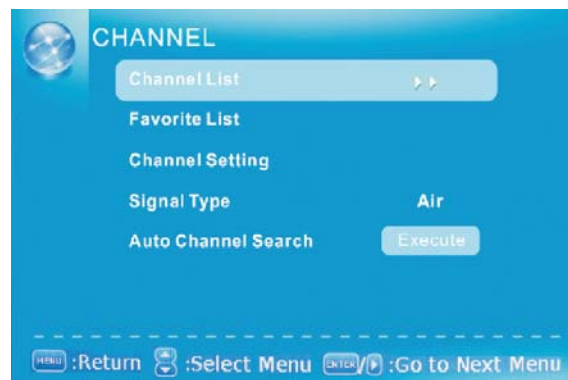 CHANNEL
Channel List
Favorite List
Channel Setting
Signal Type Air
Auto Channel Search Execute
MENU :Return :Select Menu ENTER/ :Go to Next Menu